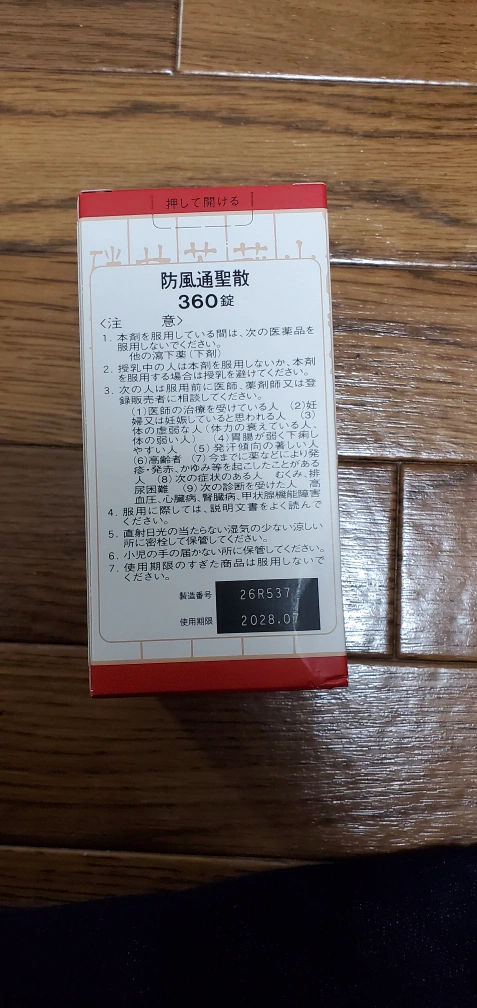 押して開ける
防風通聖散
360錠
〈注　　意〉
1. 本剤を服用している間は、次の医薬品を
服用しないでください。
他の瀉下薬（下剤）
2. 授乳中の人は本剤を服用しないか、本剤
を服用する場合は授乳を避けてください。
3. 次の人は服用前に医師、薬剤師又は登
録販売者に相談してください。
(1)医師の治療を受けている人　(2)妊
婦又は妊娠していると思われる人　(3)
体の虚弱な人（体力の衰えている人、
体の弱い人）　(4)胃腸が弱く下痢し
やすい人　(5)発汗傾向の著しい人
(6)高齢者　(7)今までに薬などにより発
疹・発赤、かゆみ等を起こしたことがある
人　(8)次の症状のある人　むくみ、排
尿困難　(9)次の診断を受けた人　高
血圧、心臓病、腎臓病、甲状腺機能障害
4. 服用に際しては、説明文書をよく読んで
ください。
5. 直射日光の当たらない湿気の少ない涼しい
所に密栓して保管してください。
6. 小児の手の届かない所に保管してください。
7. 使用期限のすぎた商品は服用しないで
ください。
製造番号 26R537
使用期限 2028.07